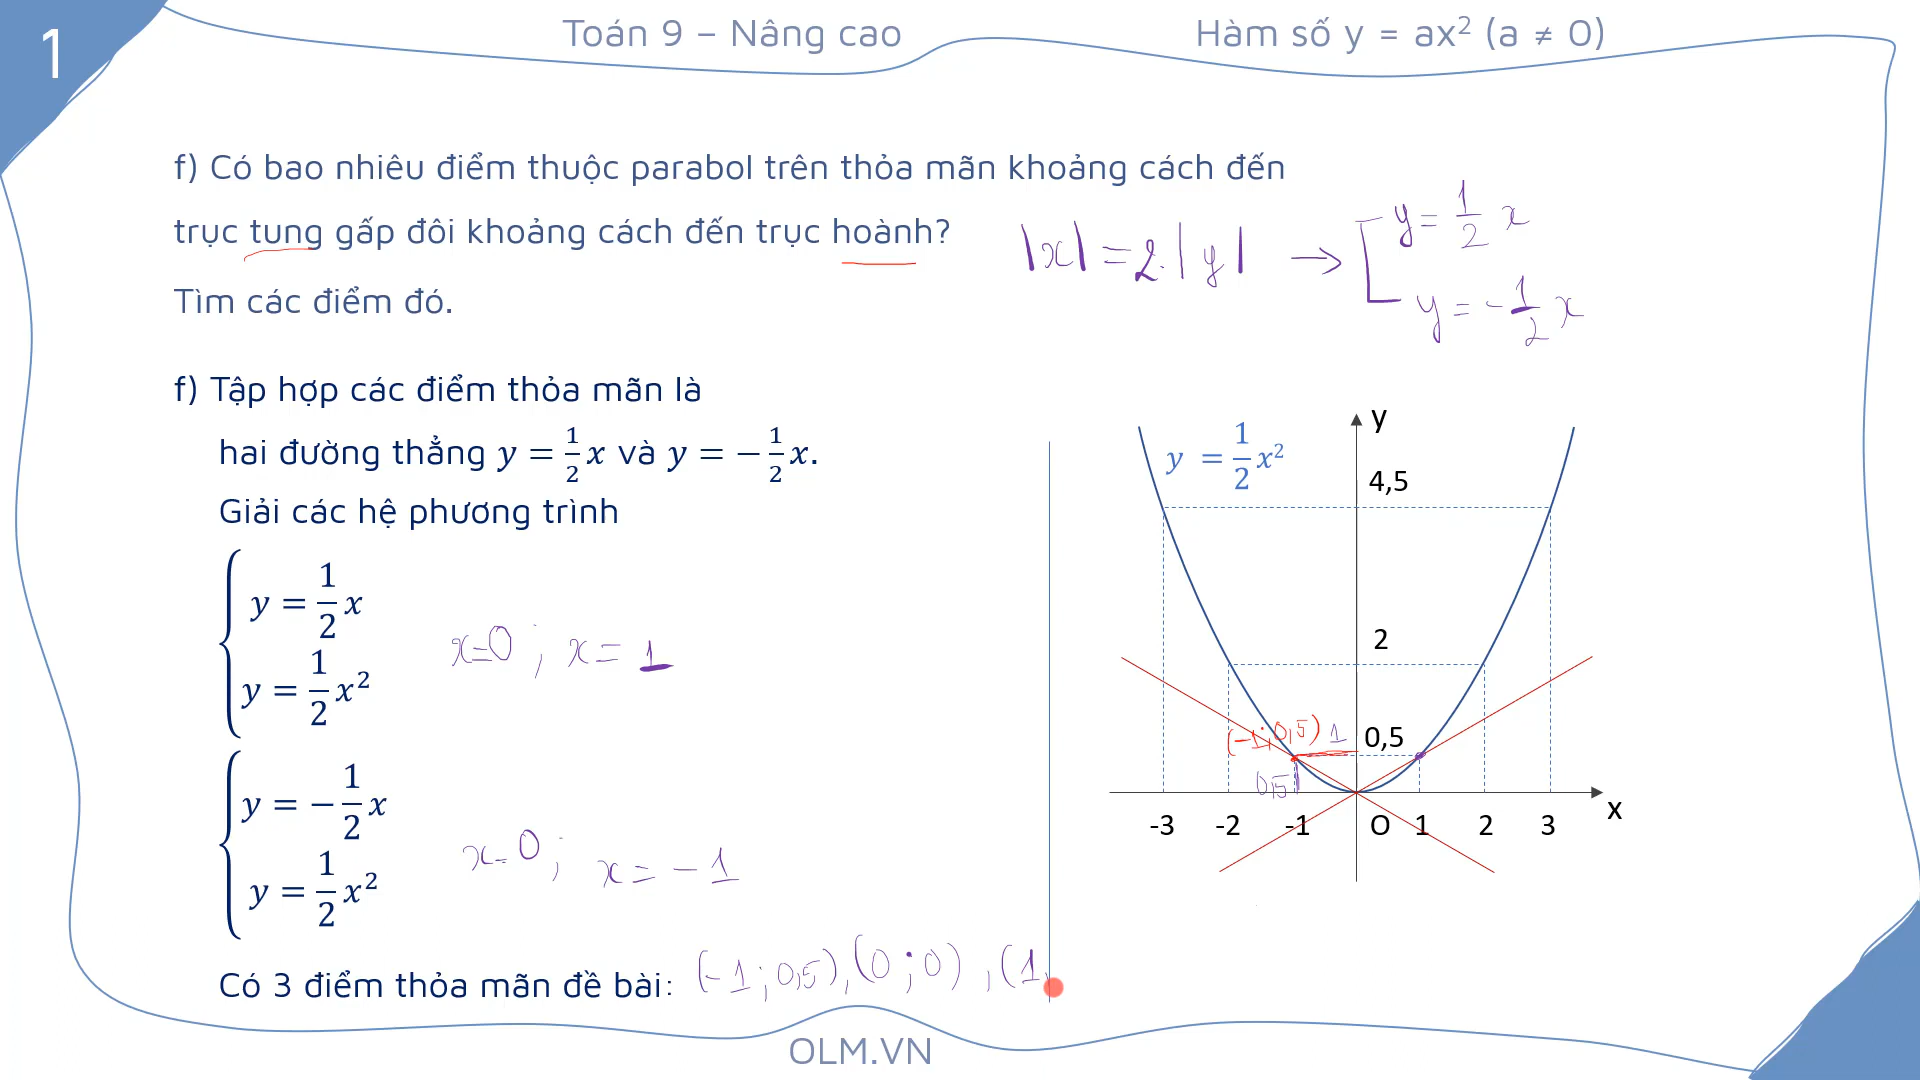 1
Toán 9 – Nâng cao
Hàm số y = ax² (a ≠ 0)
f) Có bao nhiêu điểm thuộc parabol trên thỏa mãn khoảng cách đến
trục tung gấp đôi khoảng cách đến trục hoành?
Tìm các điểm đó.
|x| = 2.|y| → [ y = 1/2 x
y = -1/2 x
f) Tập hợp các điểm thỏa mãn là
hai đường thẳng y = 1/2 x và y = −1/2 x.
Giải các hệ phương trình
y = 1/2 x
y = 1/2 x²
x=0 ; x = 1
y = −1/2 x
y = 1/2 x²
x=0 ; x = -1
Có 3 điểm thỏa mãn đề bài: (-1; 0,5), (0 ; 0) , (1
y
y = 1/2 x²
4,5
2
(-1; 0,5) 1
0,5
0,5
x
-3 -2 -1 O 1 2 3
OLM.VN